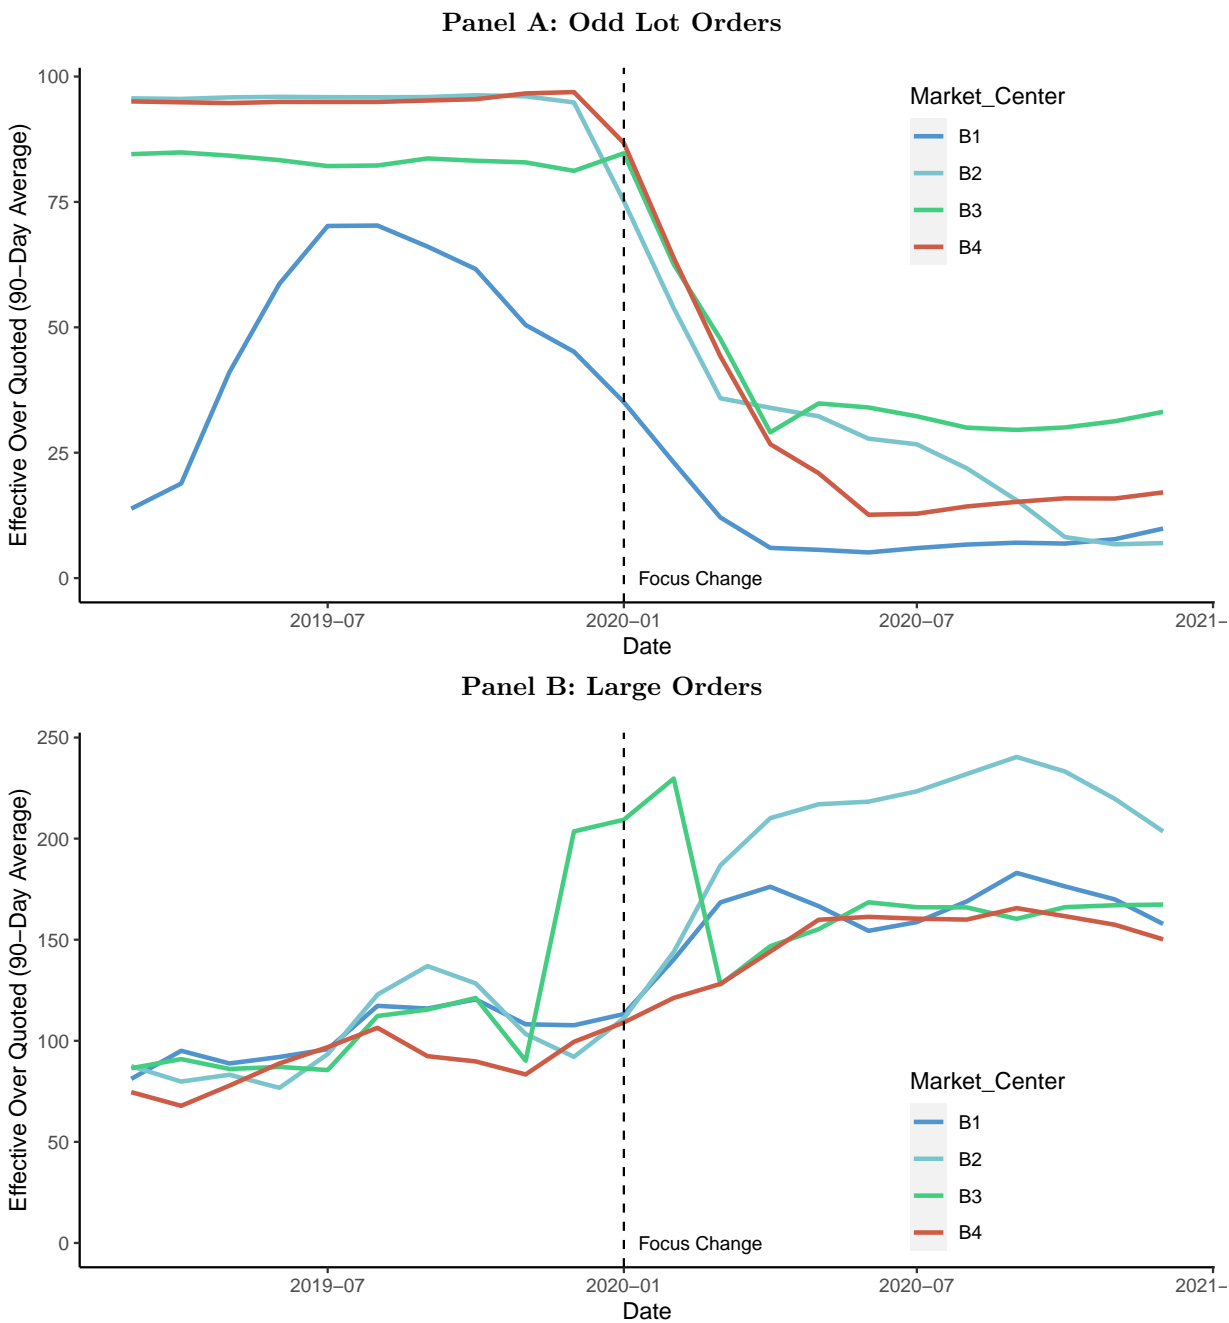 Panel A: Odd Lot Orders
Effective Over Quoted (90−Day Average)
100
75
50
25
0
Market_Center
B1
B2
B3
B4
Focus Change
2019−07
2020−01
2020−07
2021−
Date
Panel B: Large Orders
Effective Over Quoted (90−Day Average)
250
200
150
100
50
0
Market_Center
B1
B2
B3
B4
Focus Change
2019−07
2020−01
2020−07
2021−
Date